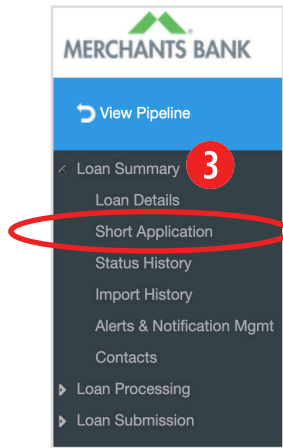 MERCHANTS BANK
View Pipeline
Loan Summary 3
Loan Details
Short Application
Status History
Import History
Alerts & Notification Mgmt
Contacts
Loan Processing
Loan Submission